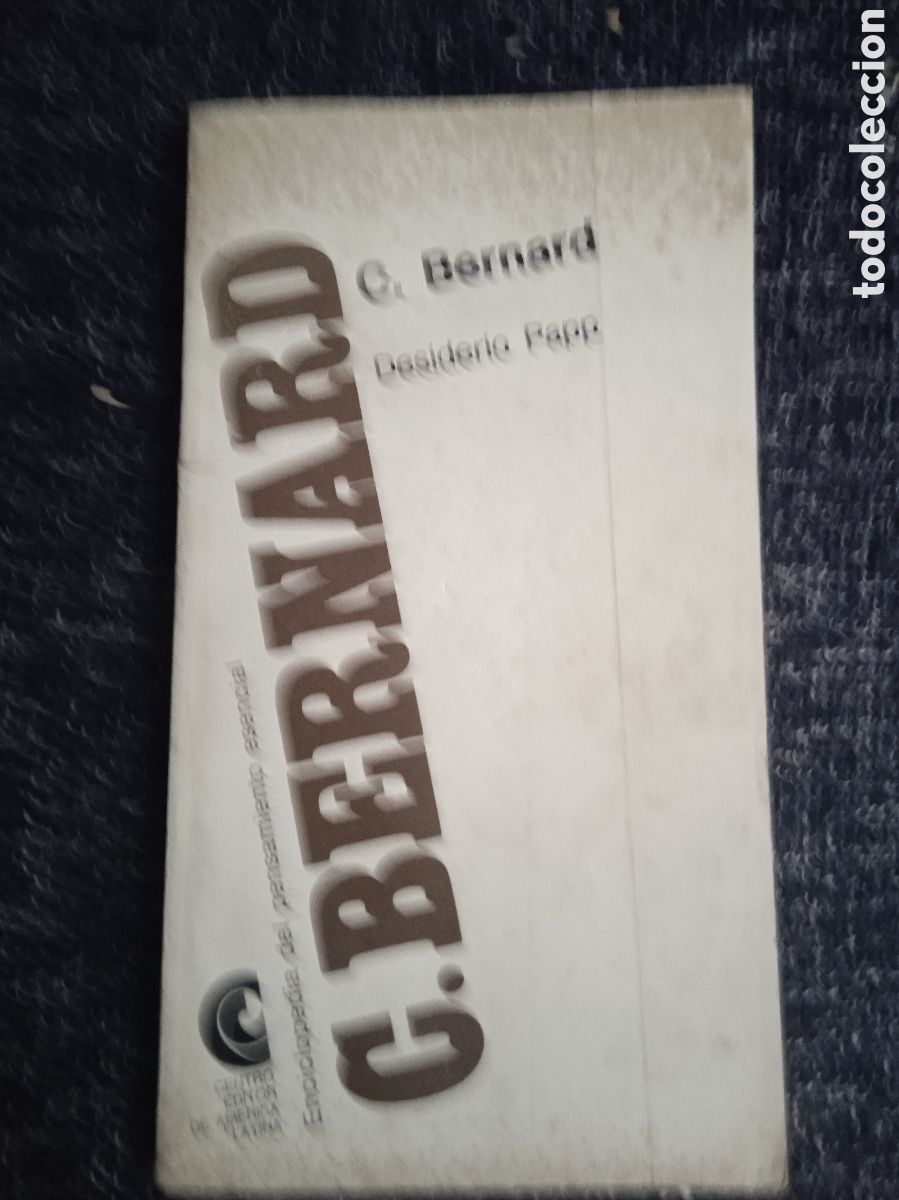 CENTRO
EDITOR
DE AMERICA
LATINA
Enciclopedia del pensamiento esencial
C.BERNARD
C. Bernard
Desiderio Papp
todocoleccion